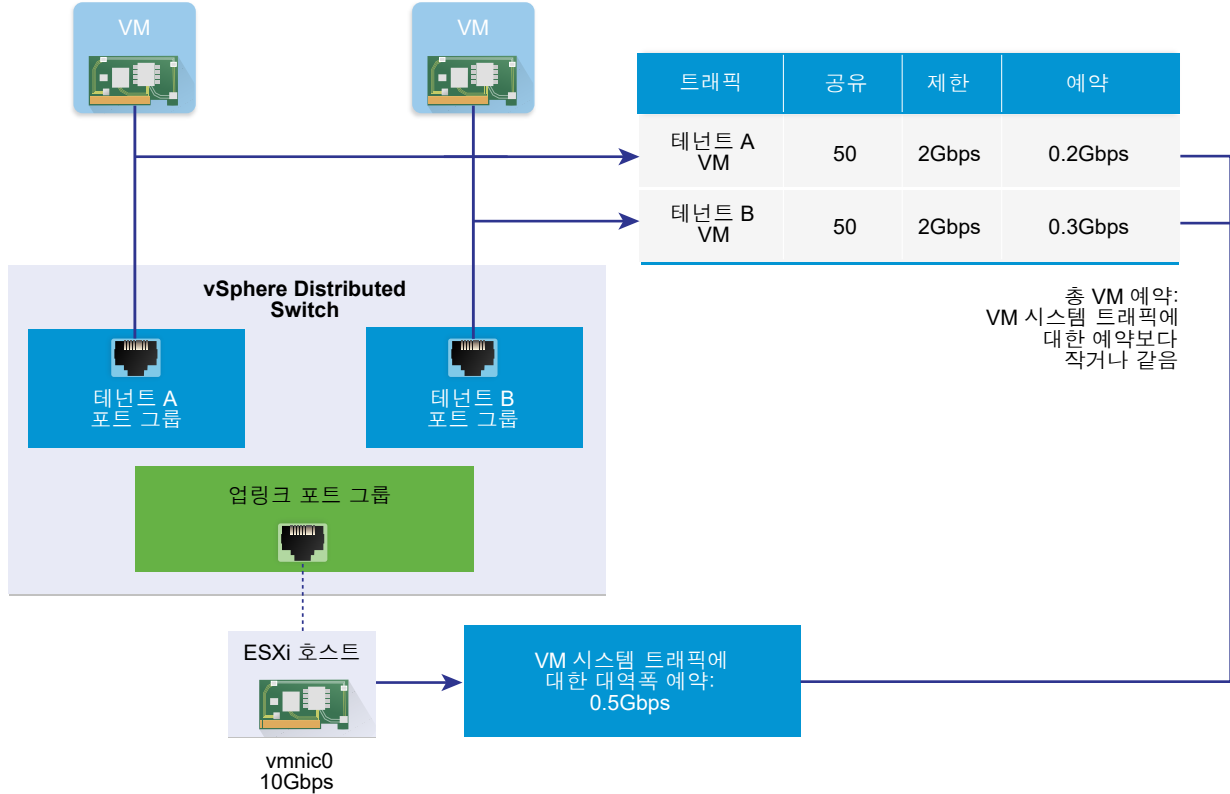 VM
VM
트래픽 공유 제한 예약
테넌트 A
VM
50 2Gbps 0.2Gbps
테넌트 B
VM
50 2Gbps 0.3Gbps
총 VM 예약:
VM 시스템 트래픽에
대한 예약보다
작거나 같음
vSphere Distributed
Switch
테넌트 A
포트 그룹
테넌트 B
포트 그룹
업링크 포트 그룹
ESXi 호스트
vmnic0
10Gbps
VM 시스템 트래픽에
대한 대역폭 예약:
0.5Gbps